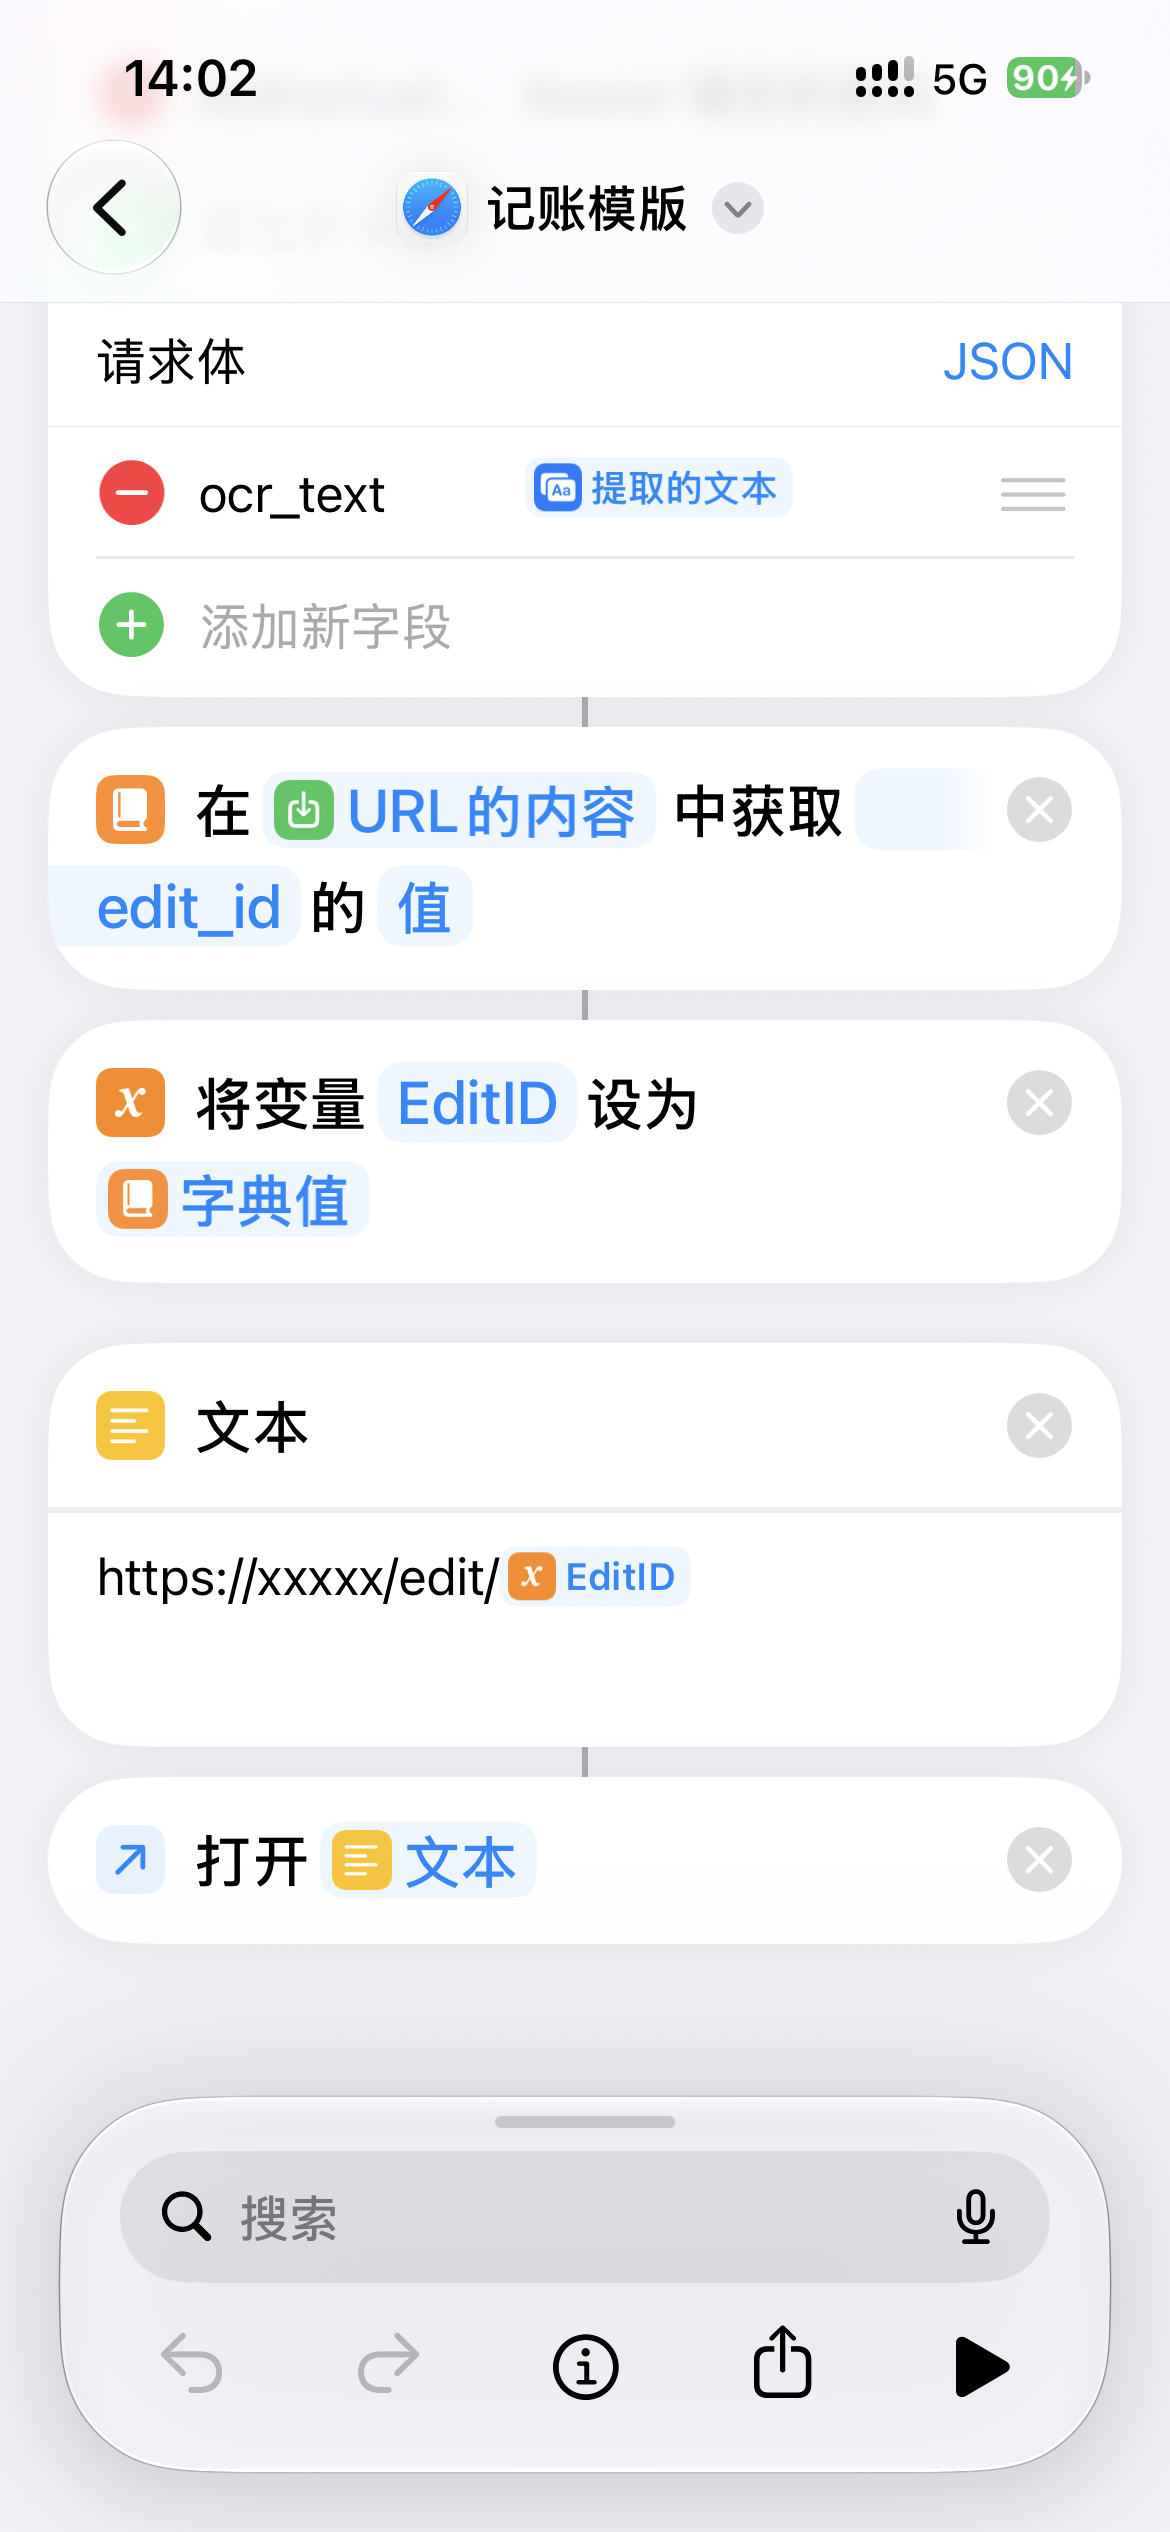 14:02
5G
90
记账模版
请求体
JSON
ocr_text
Aa
提取的文本
添加新字段
在 URL的内容 中获取
edit_id 的 值
x
将变量 EditID 设为
字典值
文本
https://xxxxx/edit/ x EditID
打开 文本
搜索